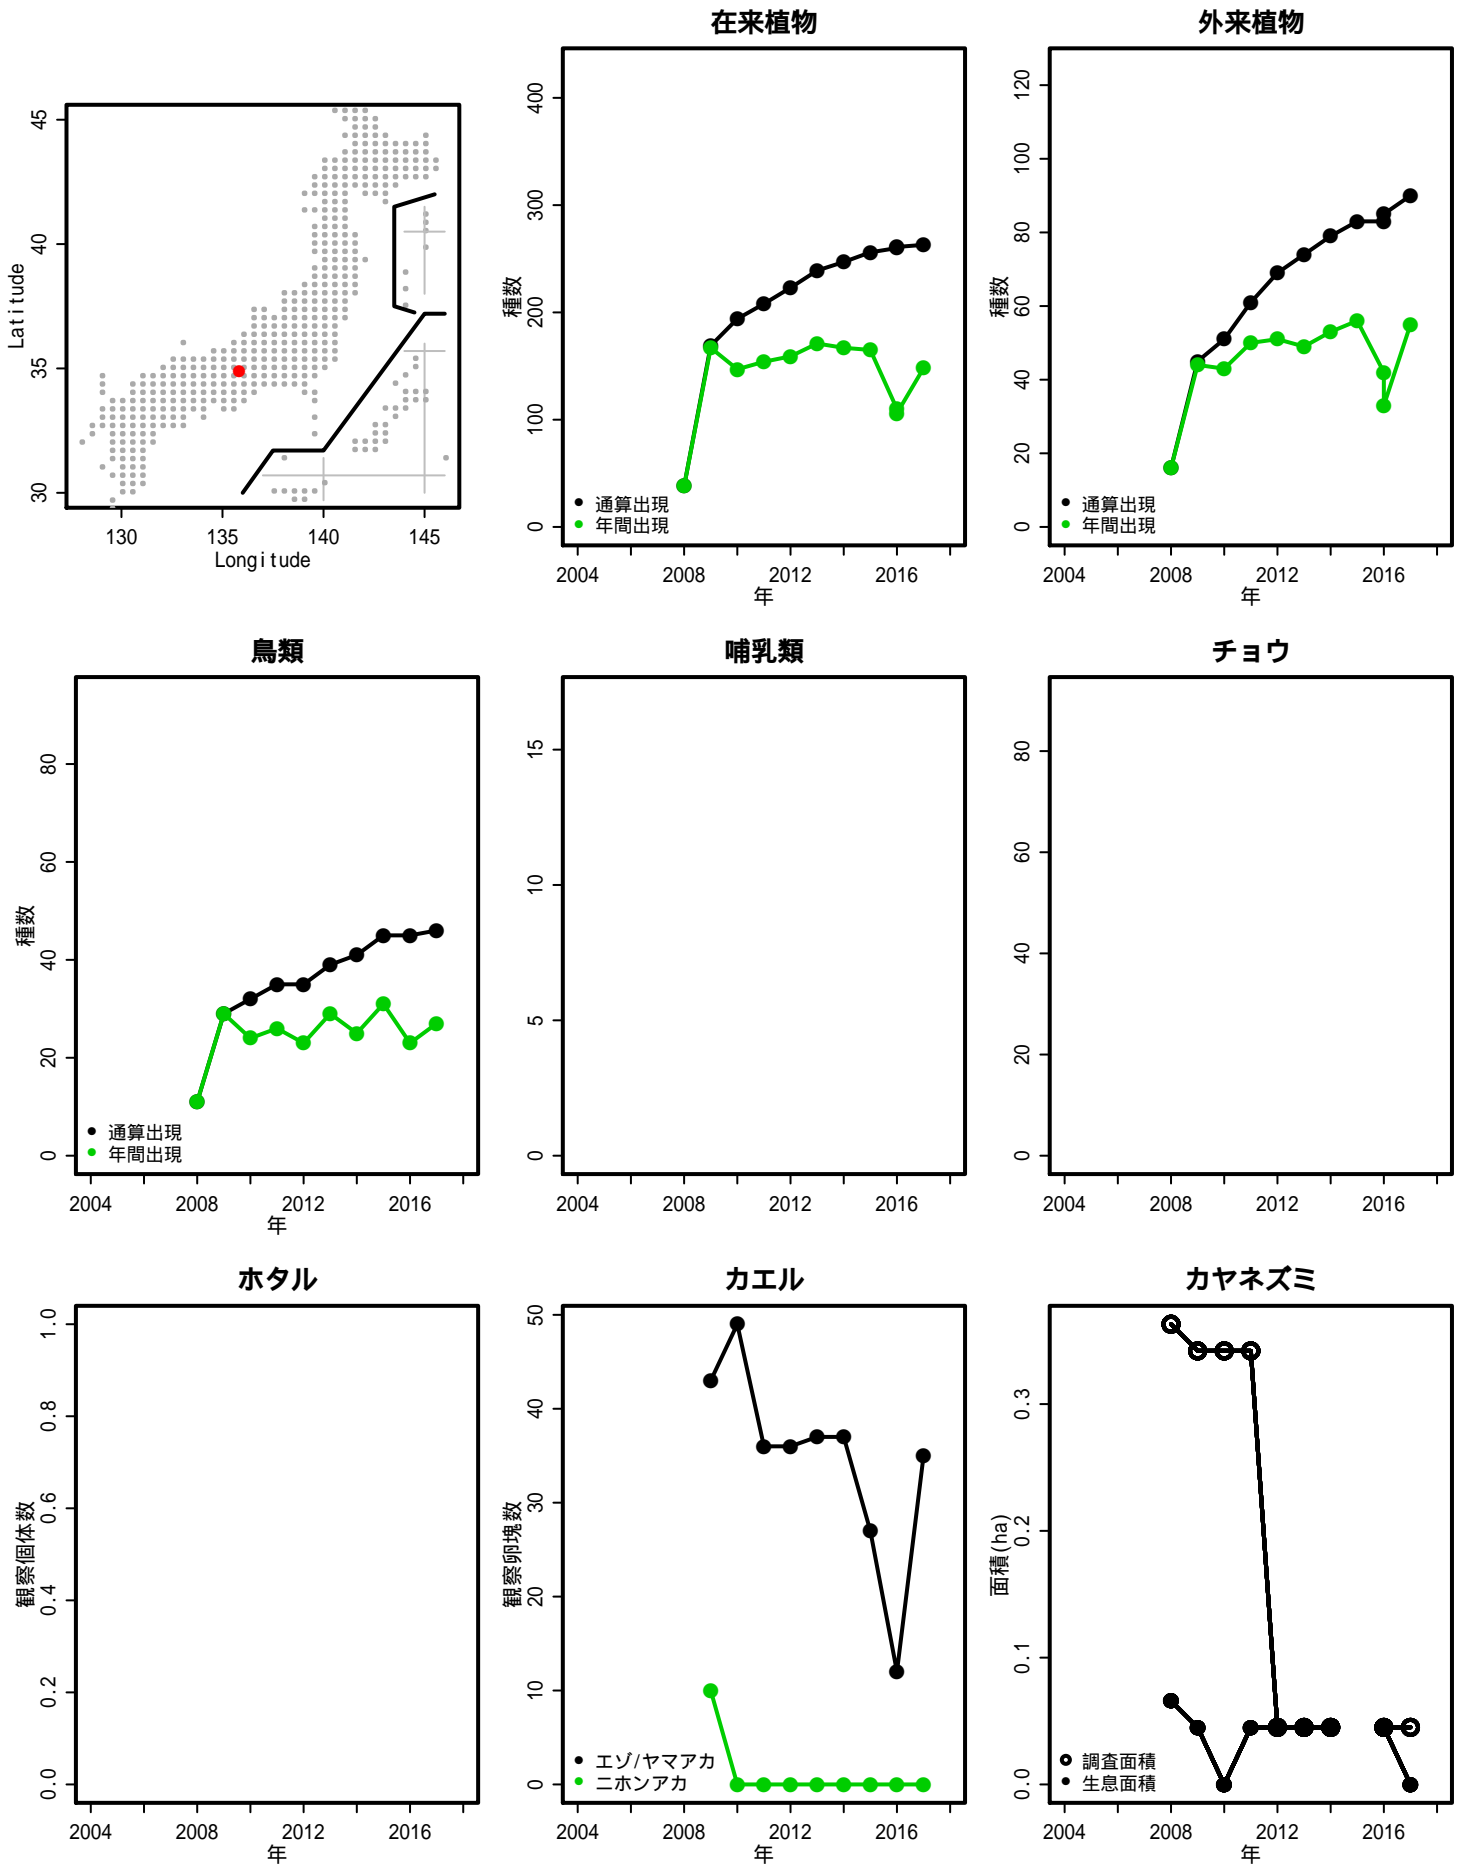 45
40
35
30
Latitude
130 135 140 145
Longitude
在来植物
400
300
200
100
0
種数
通算出現
年間出現
2004 2008 2012 2016
年
外来植物
120
100
80
60
40
20
0
種数
通算出現
年間出現
2004 2008 2012 2016
年
鳥類
80
60
40
20
0
種数
通算出現
年間出現
2004 2008 2012 2016
年
哺乳類
15
10
5
0
2004 2008 2012 2016
チョウ
80
60
40
20
0
2004 2008 2012 2016
ホタル
1.0
0.8
0.6
0.4
0.2
0.0
観察個体数
2004 2008 2012 2016
年
カエル
50
40
30
20
10
0
観察卵塊数
エゾ/ヤマアカ
ニホンアカ
2004 2008 2012 2016
年
カヤネズミ
0.3
0.2
0.1
0.0
面積(ha)
調査面積
生息面積
2004 2008 2012 2016
年